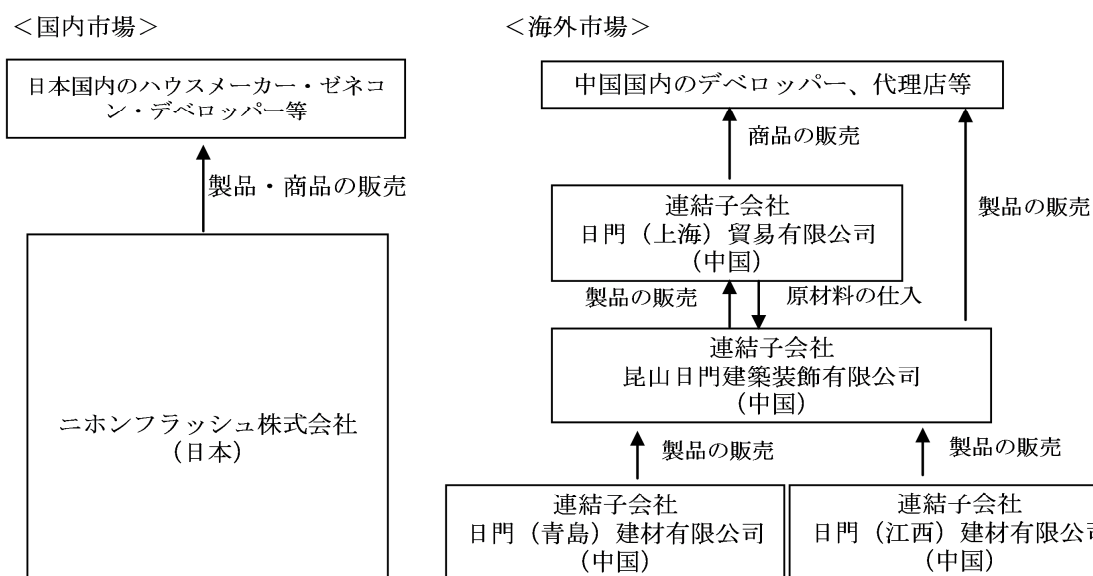 ＜国内市場＞
日本国内のハウスメーカー・ゼネコ
ン・デベロッパー等
製品・商品の販売
ニホンフラッシュ株式会社
（日本）
＜海外市場＞
中国国内のデベロッパー、代理店等
商品の販売
製品の販売
連結子会社
日門（上海）貿易有限公司
（中国）
製品の販売
原材料の仕入
連結子会社
昆山日門建築装飾有限公司
（中国）
製品の販売
製品の販売
連結子会社
日門（青島）建材有限公司
（中国）
連結子会社
日門（江西）建材有限公司
（中国）